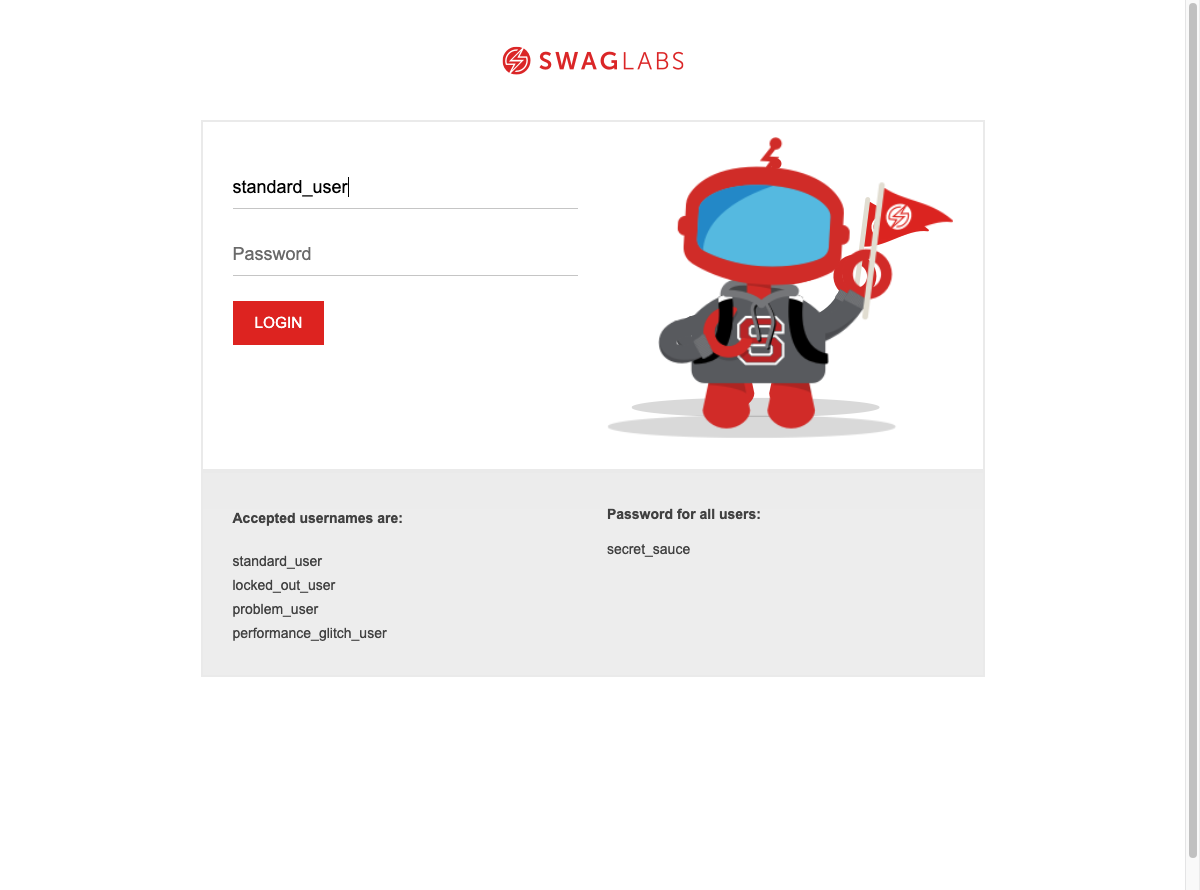 SWAGLABS
standard_user
Password
LOGIN
Accepted usernames are:
standard_user
locked_out_user
problem_user
performance_glitch_user
Password for all users:
secret_sauce